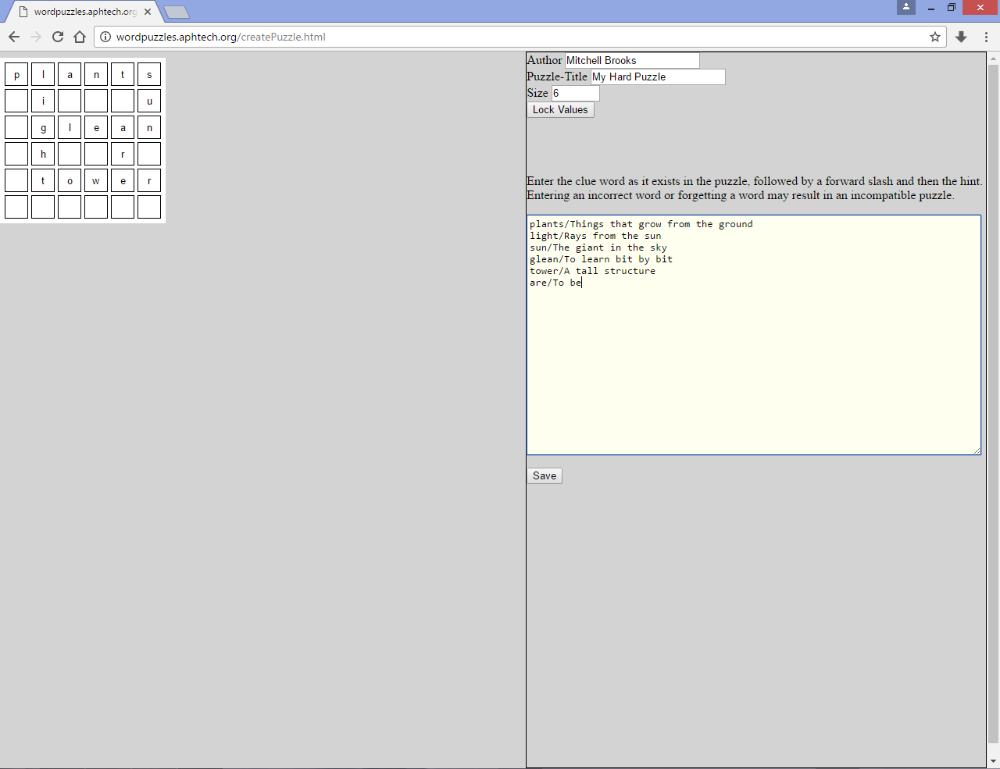 wordpuzzles.aphtech.org
wordpuzzles.aphtech.org/createPuzzle.html
p l a n t s
i u
g l e a n
h r
t o w e r
Author Mitchell Brooks
Puzzle-Title My Hard Puzzle
Size 6
Lock Values
Enter the clue word as it exists in the puzzle, followed by a forward slash and then the hint.
Entering an incorrect word or forgetting a word may result in an incompatible puzzle.
plants/Things that grow from the ground
light/Rays from the sun
sun/The giant in the sky
glean/To learn bit by bit
tower/A tall structure
are/To be
Save